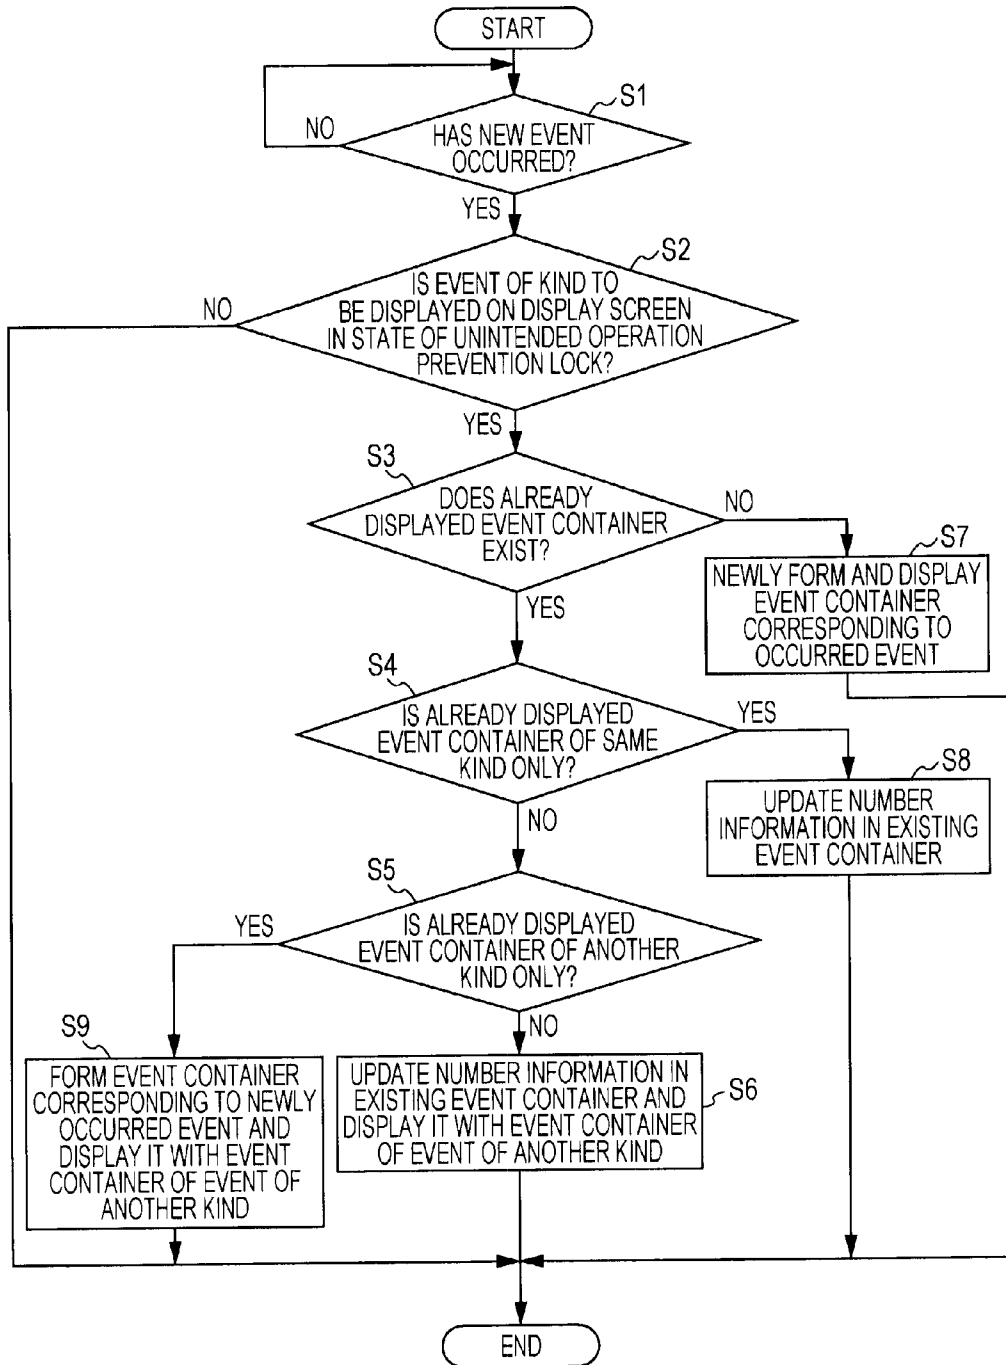 START
S1
NO
HAS NEW EVENT
OCCURRED?
YES
S2
NO
IS EVENT OF KIND TO
BE DISPLAYED ON DISPLAY SCREEN
IN STATE OF UNINTENDED OPERATION
PREVENTION LOCK?
YES
S3
DOES ALREADY
DISPLAYED EVENT CONTAINER
EXIST?
NO
YES
S7
NEWLY FORM AND DISPLAY
EVENT CONTAINER
CORRESPONDING TO
OCCURRED EVENT
S4
IS ALREADY DISPLAYED
EVENT CONTAINER OF SAME
KIND ONLY?
YES
NO
S8
UPDATE NUMBER
INFORMATION IN EXISTING
EVENT CONTAINER
S5
YES
IS ALREADY DISPLAYED
EVENT CONTAINER OF ANOTHER
KIND ONLY?
NO
S9
FORM EVENT CONTAINER
CORRESPONDING TO NEWLY
OCCURRED EVENT AND
DISPLAY IT WITH EVENT
CONTAINER OF EVENT OF
ANOTHER KIND
UPDATE NUMBER INFORMATION IN
EXISTING EVENT CONTAINER AND
DISPLAY IT WITH EVENT CONTAINER
OF EVENT OF ANOTHER KIND
S6
END